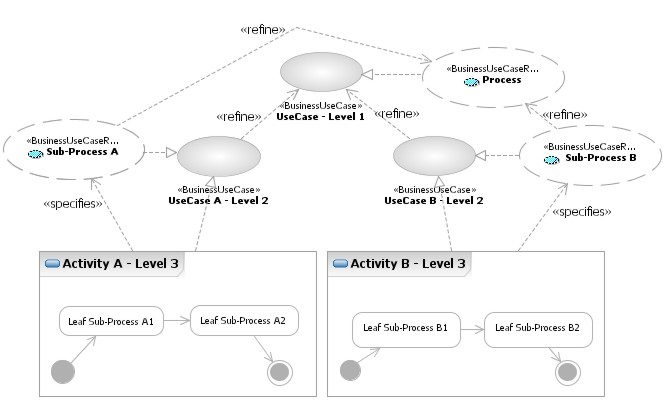 «refine»
«BusinessUseCaseR...
Process
«BusinessUseCase»
UseCase - Level 1
«refine»
«refine»
«refine»
«BusinessUseCaseR...
Sub-Process A
«BusinessUseCaseR...
Sub-Process B
«BusinessUseCase»
UseCase A - Level 2
«BusinessUseCase»
UseCase B - Level 2
«specifies»
«specifies»
Activity A - Level 3
Activity B - Level 3
Leaf Sub-Process A1
Leaf Sub-Process A2
Leaf Sub-Process B1
Leaf Sub-Process B2